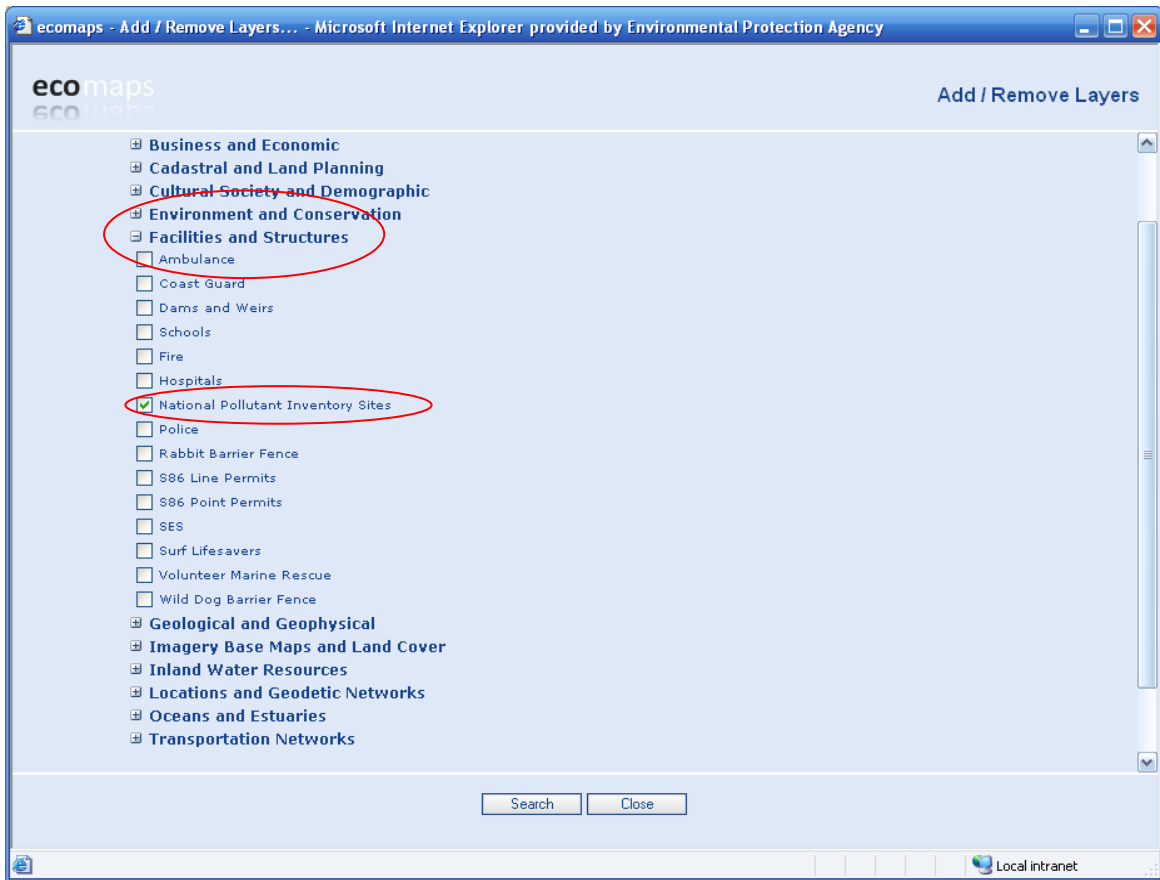 ecomaps - Add / Remove Layers... - Microsoft Internet Explorer provided by Environmental Protection Agency
ecomaps
Add / Remove Layers
Business and Economic
Cadastral and Land Planning
Cultural Society and Demographic
Environment and Conservation
Facilities and Structures
Ambulance
Coast Guard
Dams and Weirs
Schools
Fire
Hospitals
National Pollutant Inventory Sites
Police
Rabbit Barrier Fence
S86 Line Permits
S86 Point Permits
SES
Surf Lifesavers
Volunteer Marine Rescue
Wild Dog Barrier Fence
Geological and Geophysical
Imagery Base Maps and Land Cover
Inland Water Resources
Locations and Geodetic Networks
Oceans and Estuaries
Transportation Networks
Search Close
Local intranet